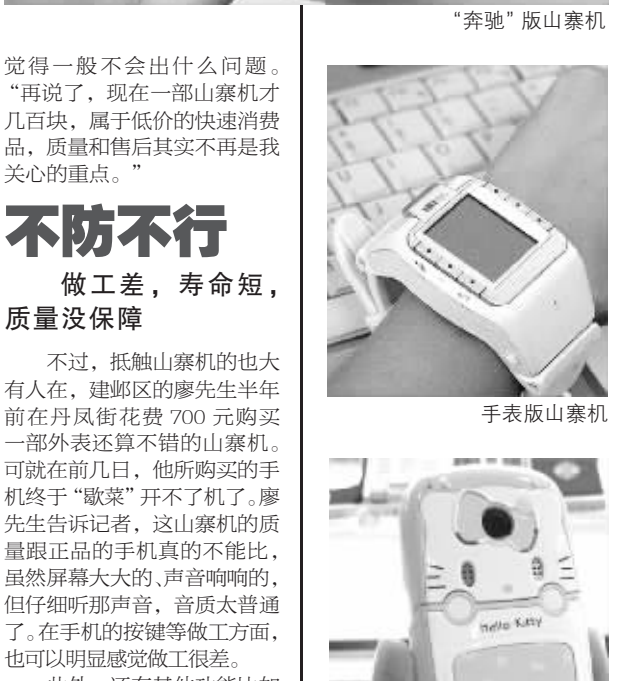 觉得一般不会出什么问题。
“再说了，现在一部山寨机才
几百块，属于低价的快速消费
品，质量和售后其实不再是我
关心的重点。”
不防不行
做工差，寿命短，
质量没保障
不过，抵触山寨机的也大
有人在，建邺区的廖先生半年
前在丹凤街花费 700 元购买
一部外表还算不错的山寨机。
可就在前几日，他所购买的手
机终于“歇菜”开不了机了。廖
先生告诉记者，这山寨机的质
量跟正品的手机真的不能比，
虽然屏幕大大的、声音响响的，
但仔细听那声音，音质太普通
了。在手机的按键等做工方面，
也可以明显感觉做工很差。
“奔驰”版山寨机
手表版山寨机
Hello Kitty